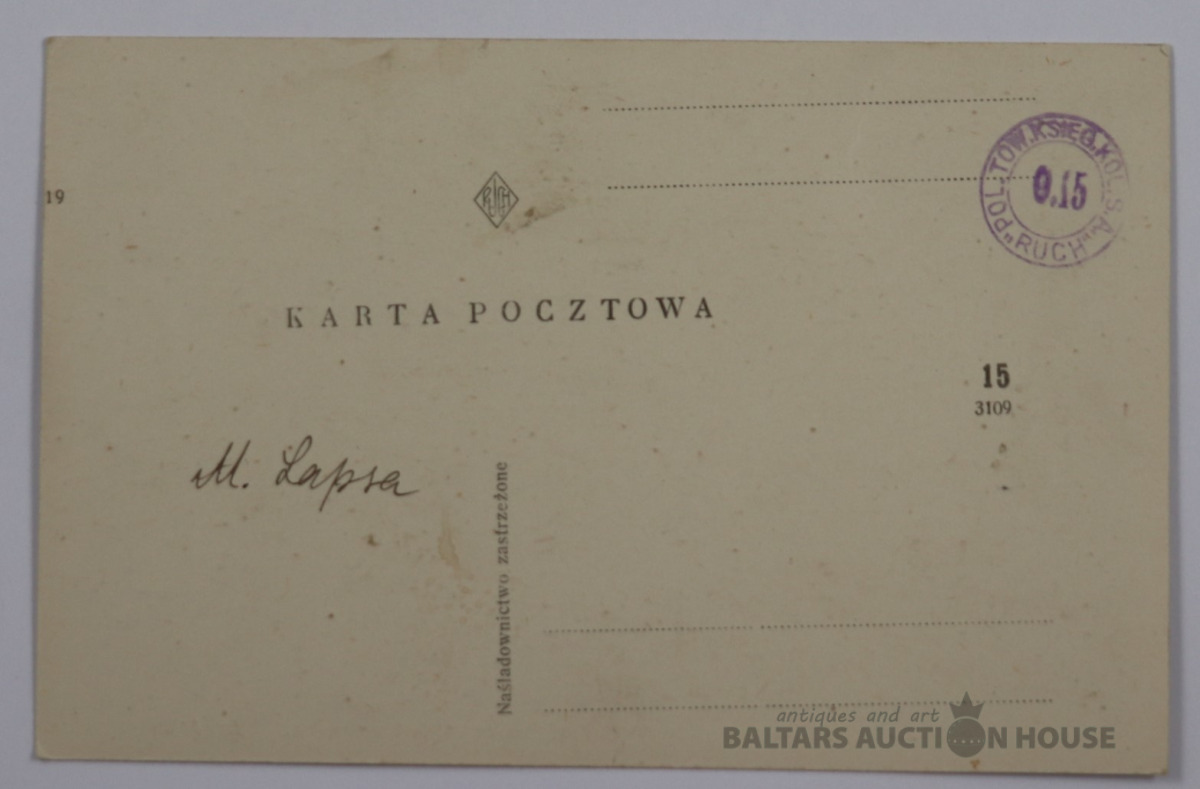 POL. TOW. KSIĘG. KOL. S.A.
"RUCH"
0.15
19
RUCH
KARTA POCZTOWA
15
3109
M. Lapsa
Naśladownictwo zastrzeżone
antiques and art
BALTARS AUCTION HOUSE